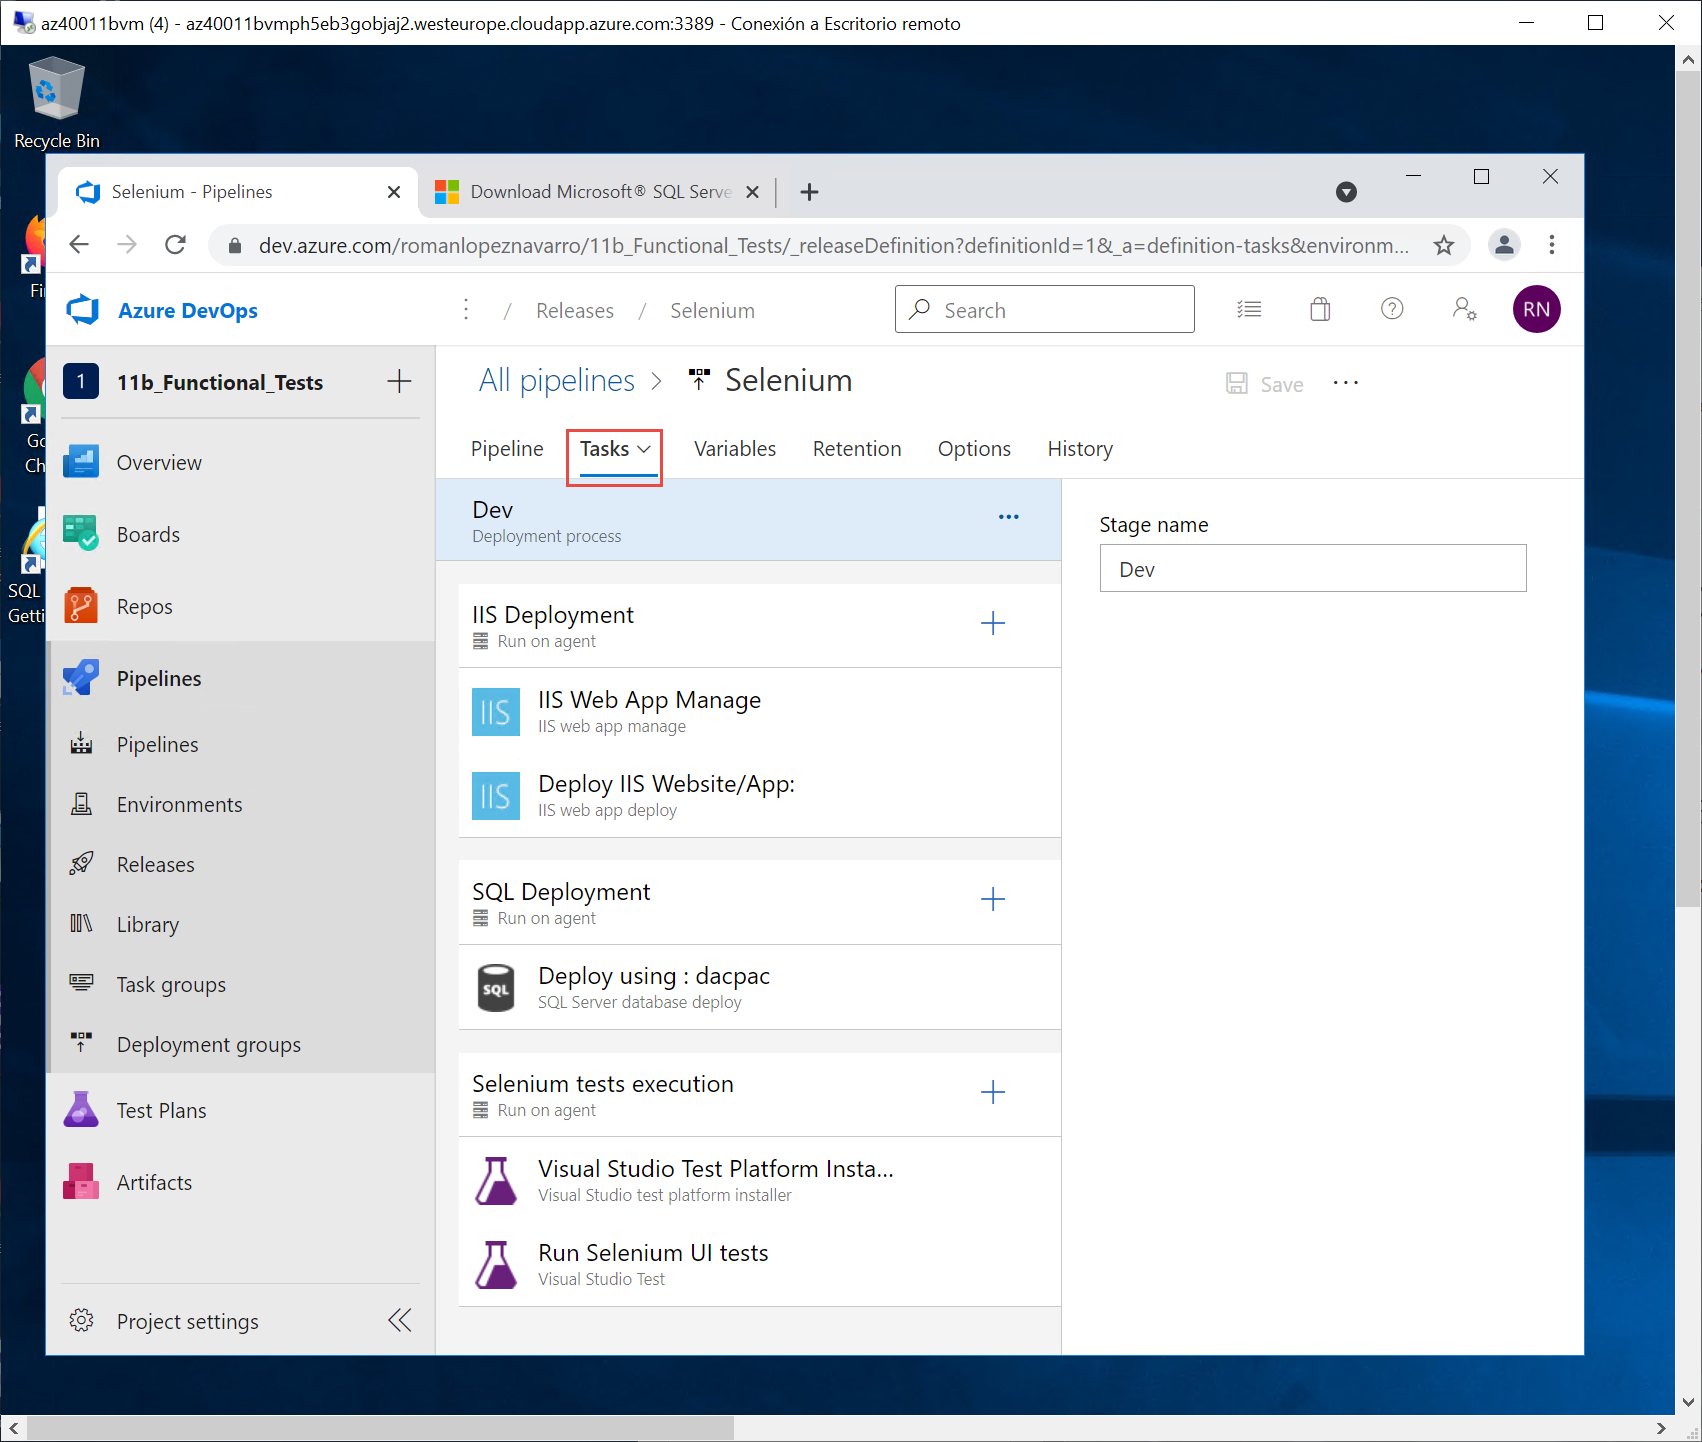 az40011bvm (4) - az40011bvmph5eb3gobjaj2.westeurope.cloudapp.azure.com:3389 - Conexión a Escritorio remoto
Recycle Bin
Selenium - Pipelines
Download Microsoft® SQL Serve
dev.azure.com/romanlopeznavarro/11b_Functional_Tests/_releaseDefinition?definitionId=1&_a=definition-tasks&environm...
Fi
Azure DevOps
/ Releases / Selenium
Search
RN
1
11b_Functional_Tests
All pipelines
Selenium
Save
Go
Ch
Overview
Pipeline
Tasks
Variables
Retention
Options
History
Dev
Deployment process
Stage name
Dev
Boards
SQL
Getti
Repos
IIS Deployment
Run on agent
Pipelines
IIS
IIS Web App Manage
IIS web app manage
Pipelines
IIS
Deploy IIS Website/App:
IIS web app deploy
Environments
Releases
SQL Deployment
Run on agent
Library
SQL
Deploy using : dacpac
SQL Server database deploy
Task groups
Deployment groups
Selenium tests execution
Run on agent
Test Plans
Visual Studio Test Platform Insta...
Visual Studio test platform installer
Artifacts
Run Selenium UI tests
Visual Studio Test
Project settings